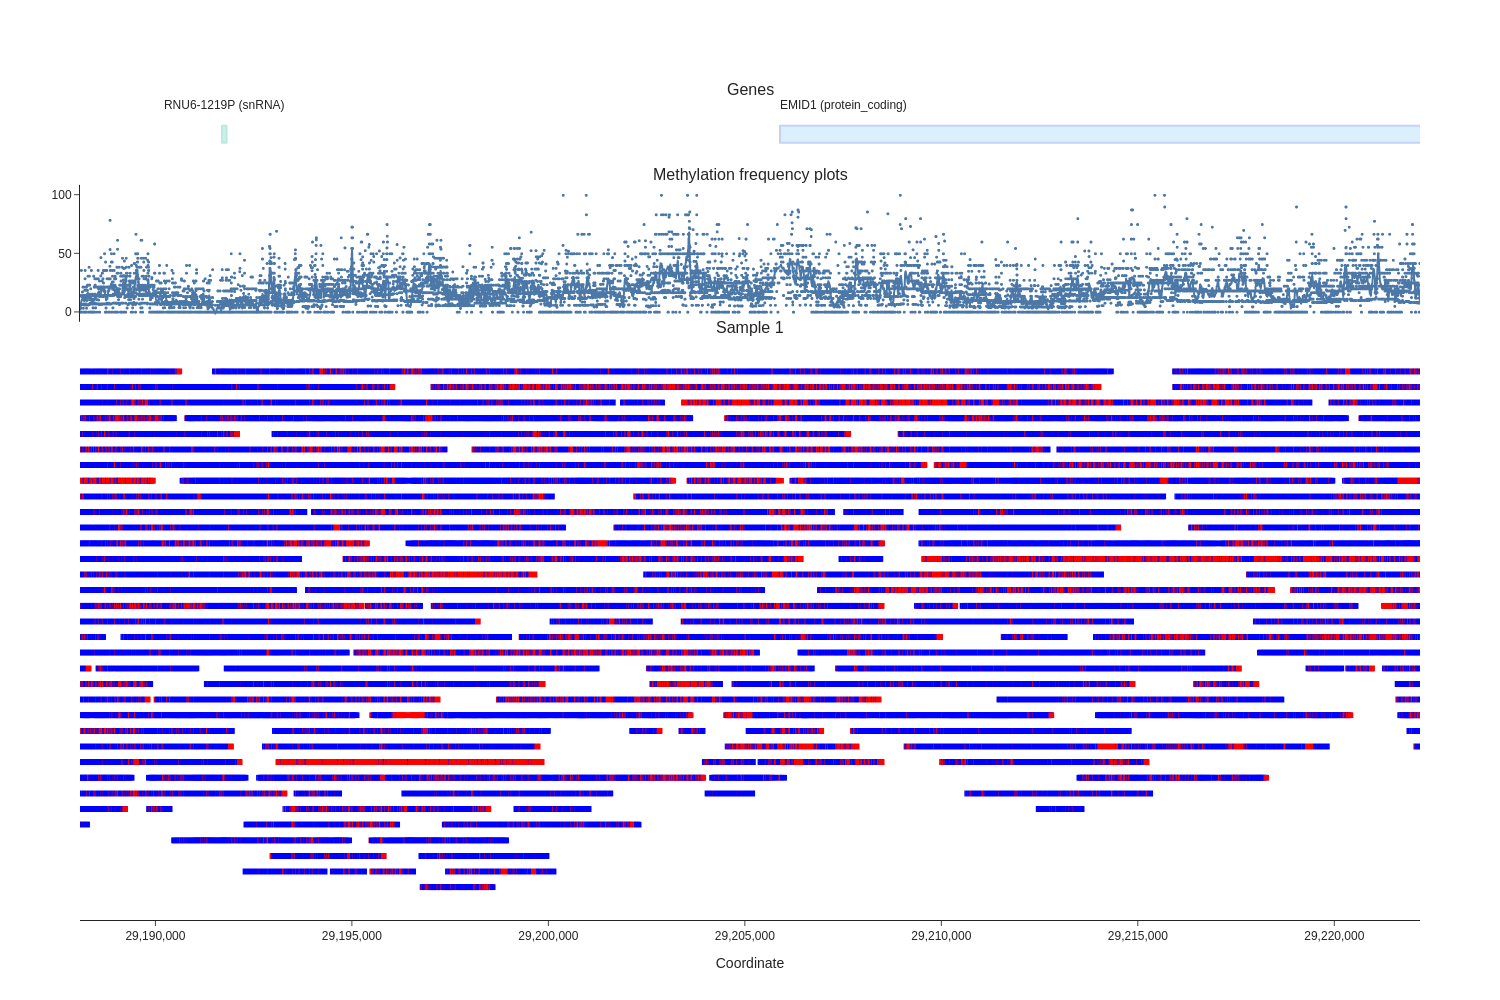 Genes
RNU6-1219P (snRNA)
EMID1 (protein_coding)
Methylation frequency plots
100
50
0
Sample 1
29,190,000
29,195,000
29,200,000
29,205,000
29,210,000
29,215,000
29,220,000
Coordinate